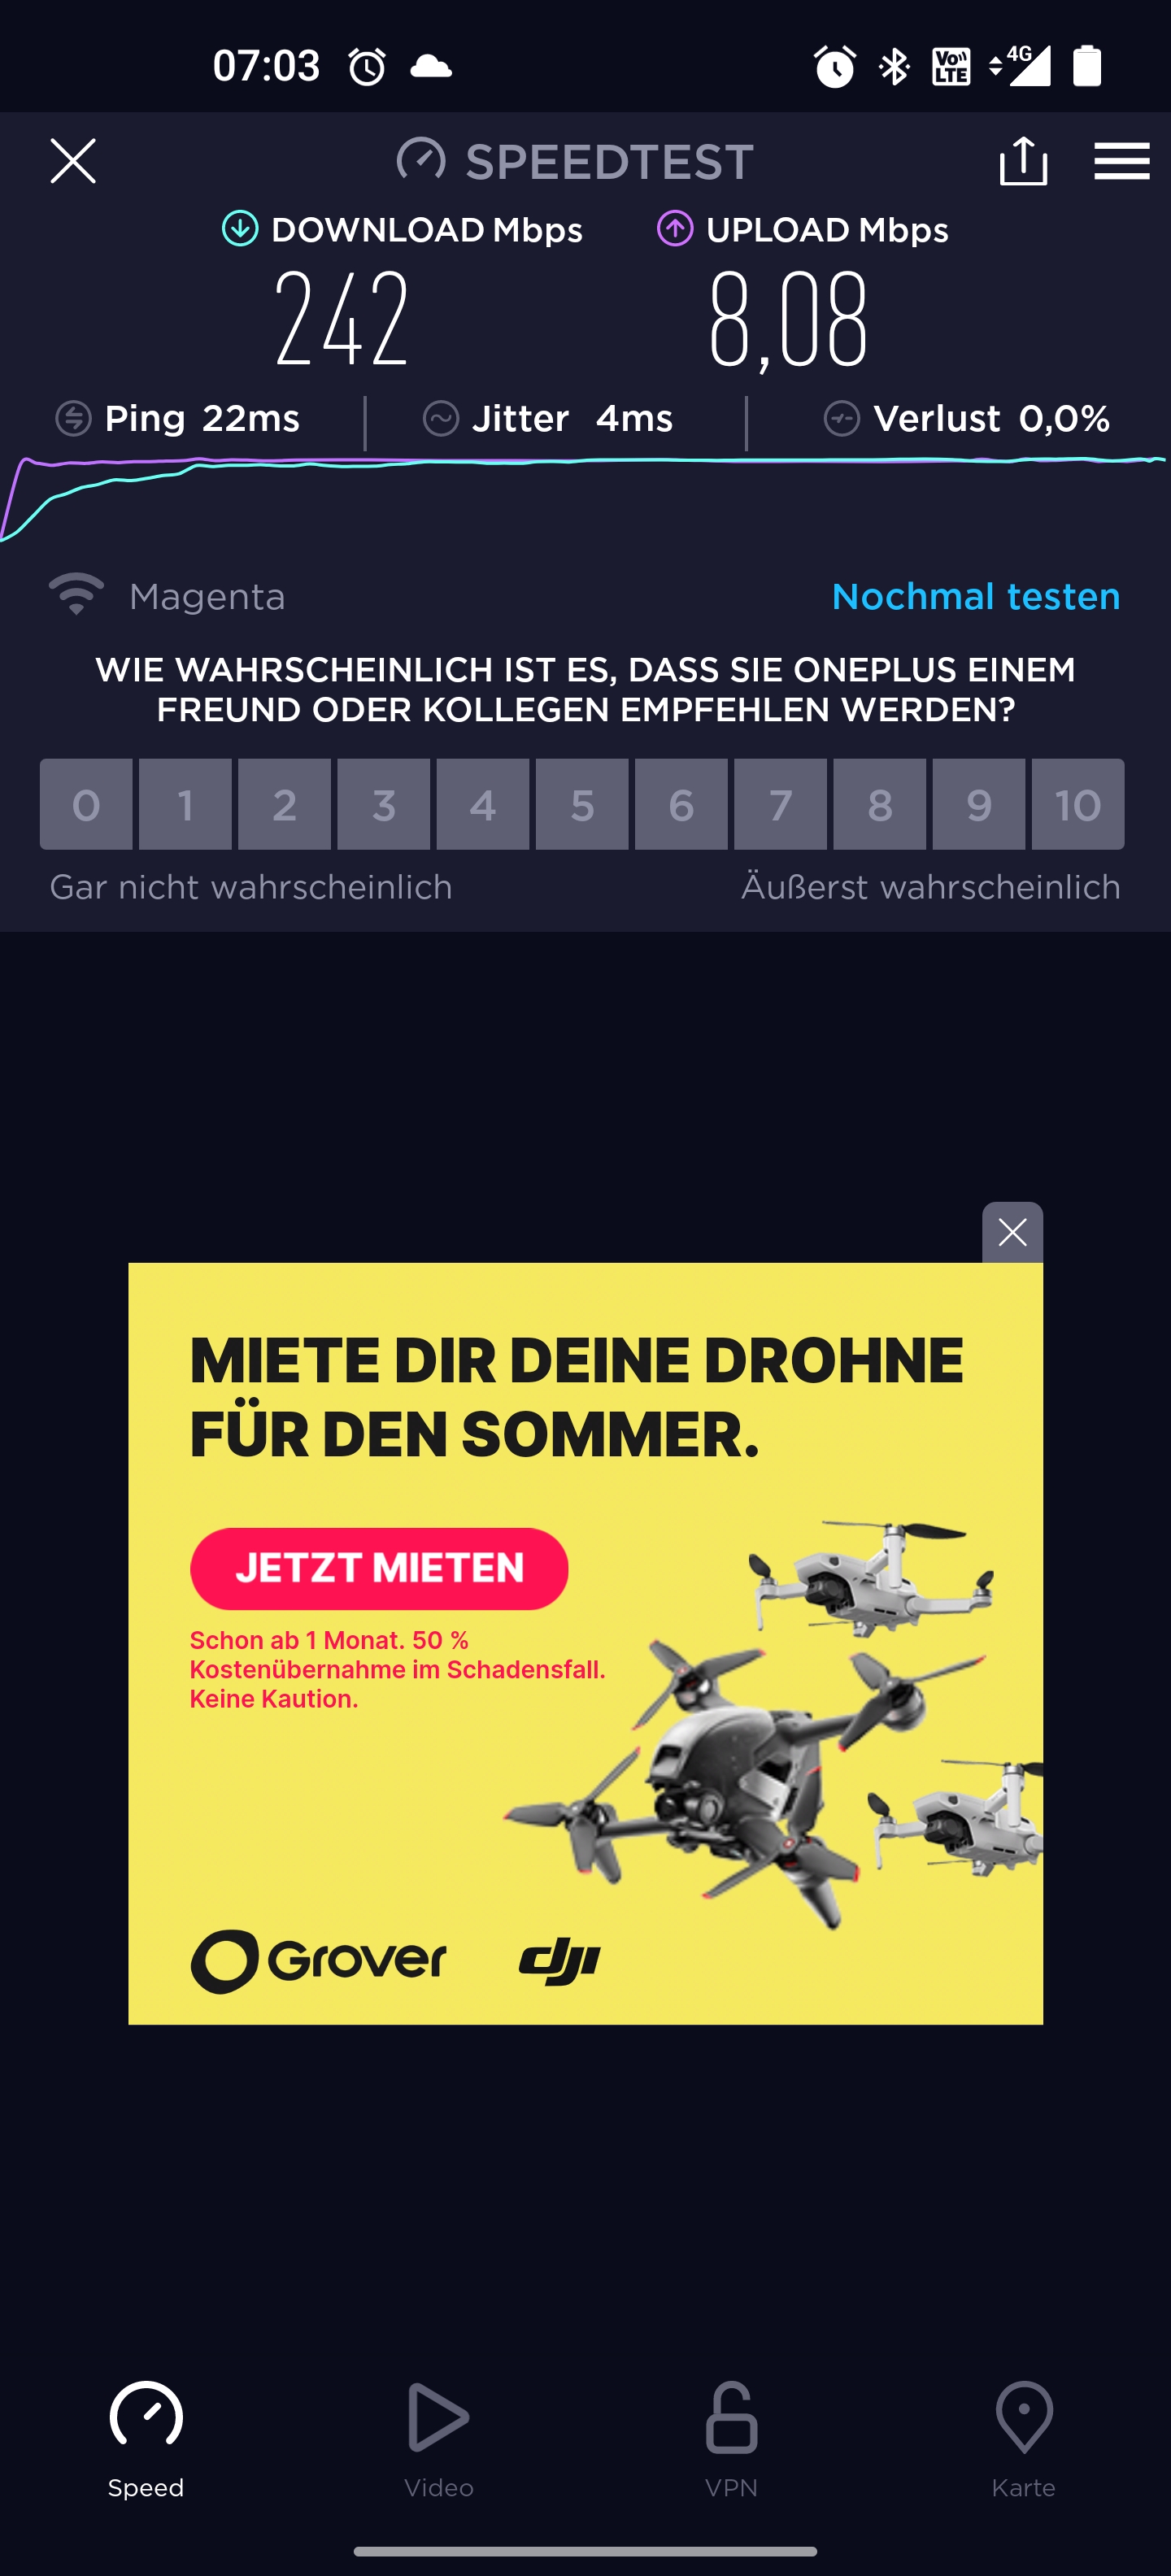 07:03
Vo LTE
4G
SPEEDTEST
DOWNLOAD Mbps
UPLOAD Mbps
242
8,08
Ping 22ms
Jitter 4ms
Verlust 0,0%
Magenta
Nochmal testen
WIE WAHRSCHEINLICH IST ES, DASS SIE ONEPLUS EINEM
FREUND ODER KOLLEGEN EMPFEHLEN WERDEN?
0 1 2 3 4 5 6 7 8 9 10
Gar nicht wahrscheinlich
Äußerst wahrscheinlich
MIETE DIR DEINE DROHNE
FÜR DEN SOMMER.
JETZT MIETEN
Schon ab 1 Monat. 50 %
Kostenübernahme im Schadensfall.
Keine Kaution.
Grover
dji
Speed
Video
VPN
Karte